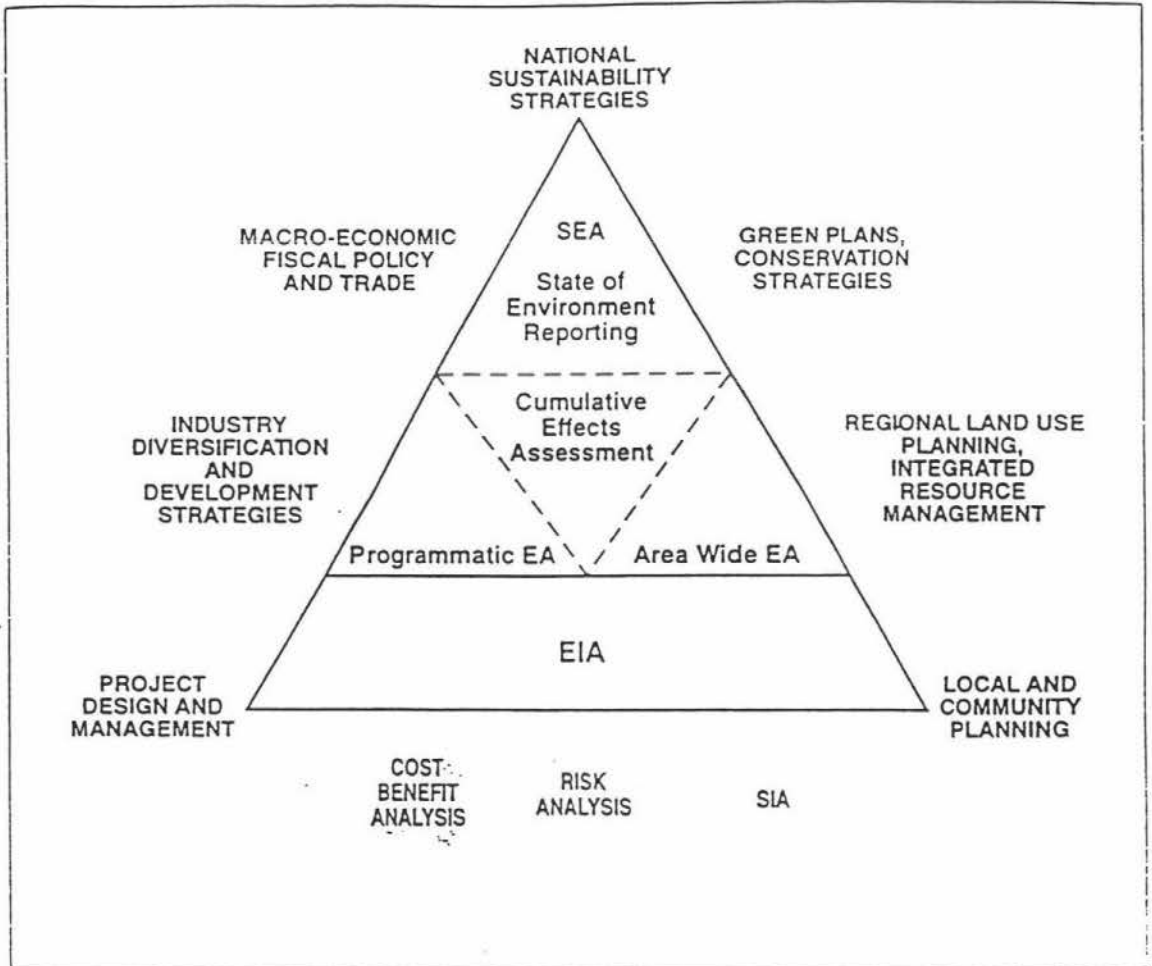 NATIONAL
SUSTAINABILITY
STRATEGIES
MACRO-ECONOMIC
FISCAL POLICY
AND TRADE
SEA
State of
Environment
Reporting
GREEN PLANS,
CONSERVATION
STRATEGIES
INDUSTRY
DIVERSIFICATION
AND
DEVELOPMENT
STRATEGIES
Cumulative
Effects
Assessment
REGIONAL LAND USE
PLANNING,
INTEGRATED
RESOURCE
MANAGEMENT
Programmatic EA
Area Wide EA
EIA
PROJECT
DESIGN AND
MANAGEMENT
LOCAL AND
COMMUNITY
PLANNING
COST-
BENEFIT
ANALYSIS
RISK
ANALYSIS
SIA